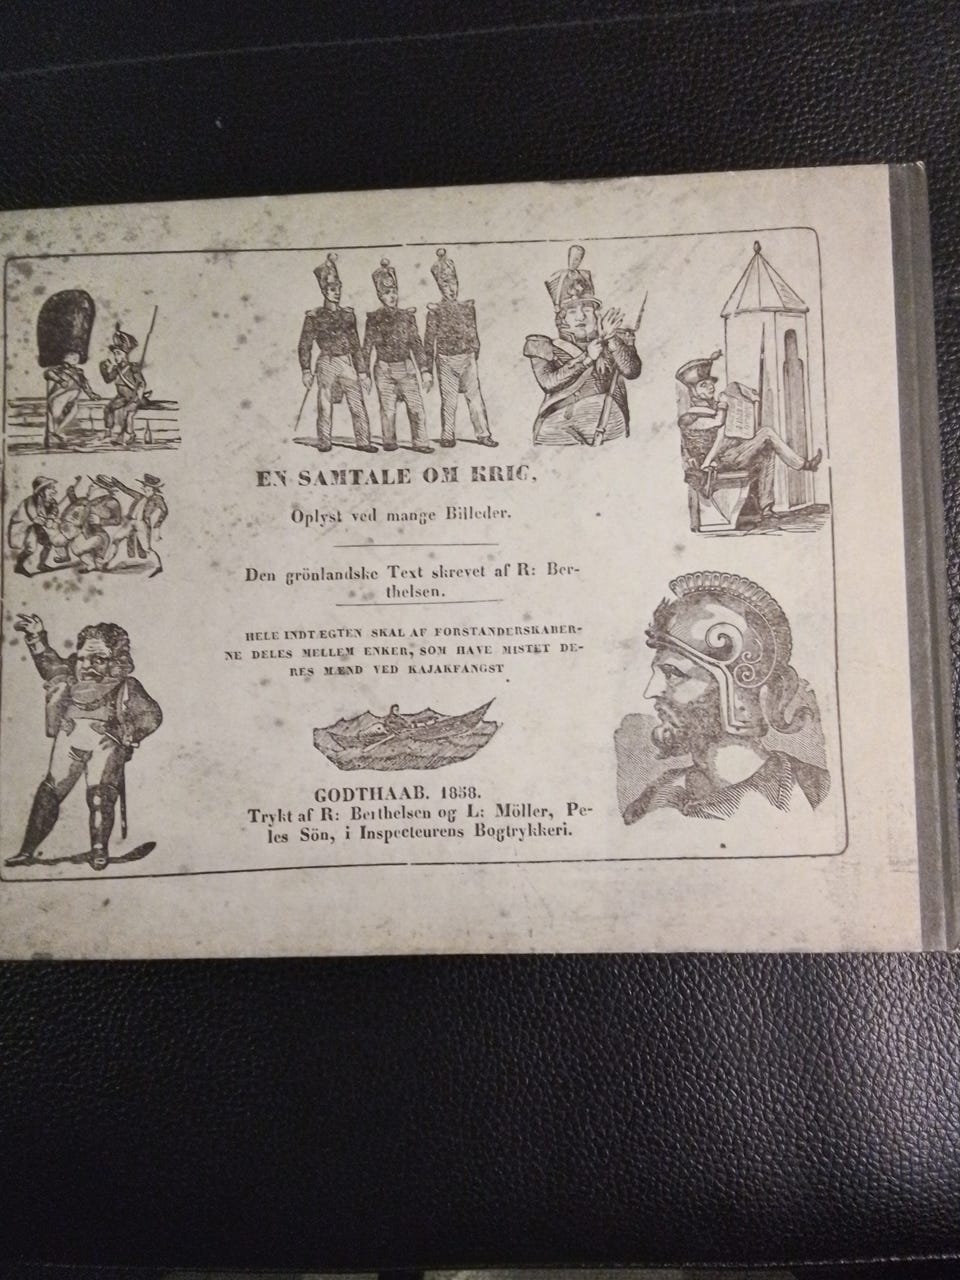 EN SAMTALE OM KRIG,
Oplyst ved mange Billeder.
Den grönlandske Text skrevet af R: Ber-
thelsen.
HELE INDTÆGTEN SKAL AF FORSTANDERSKABER-
NE DELES MELLEM ENKER, SOM HAVE MISTET DE-
RES MÆND VED KAJAKFANGST
GODTHAAB. 1858.
Trykt af R: Berthelsen og L: Möller, Pe-
les Sön, i Inspecteurens Bogtrykkeri.